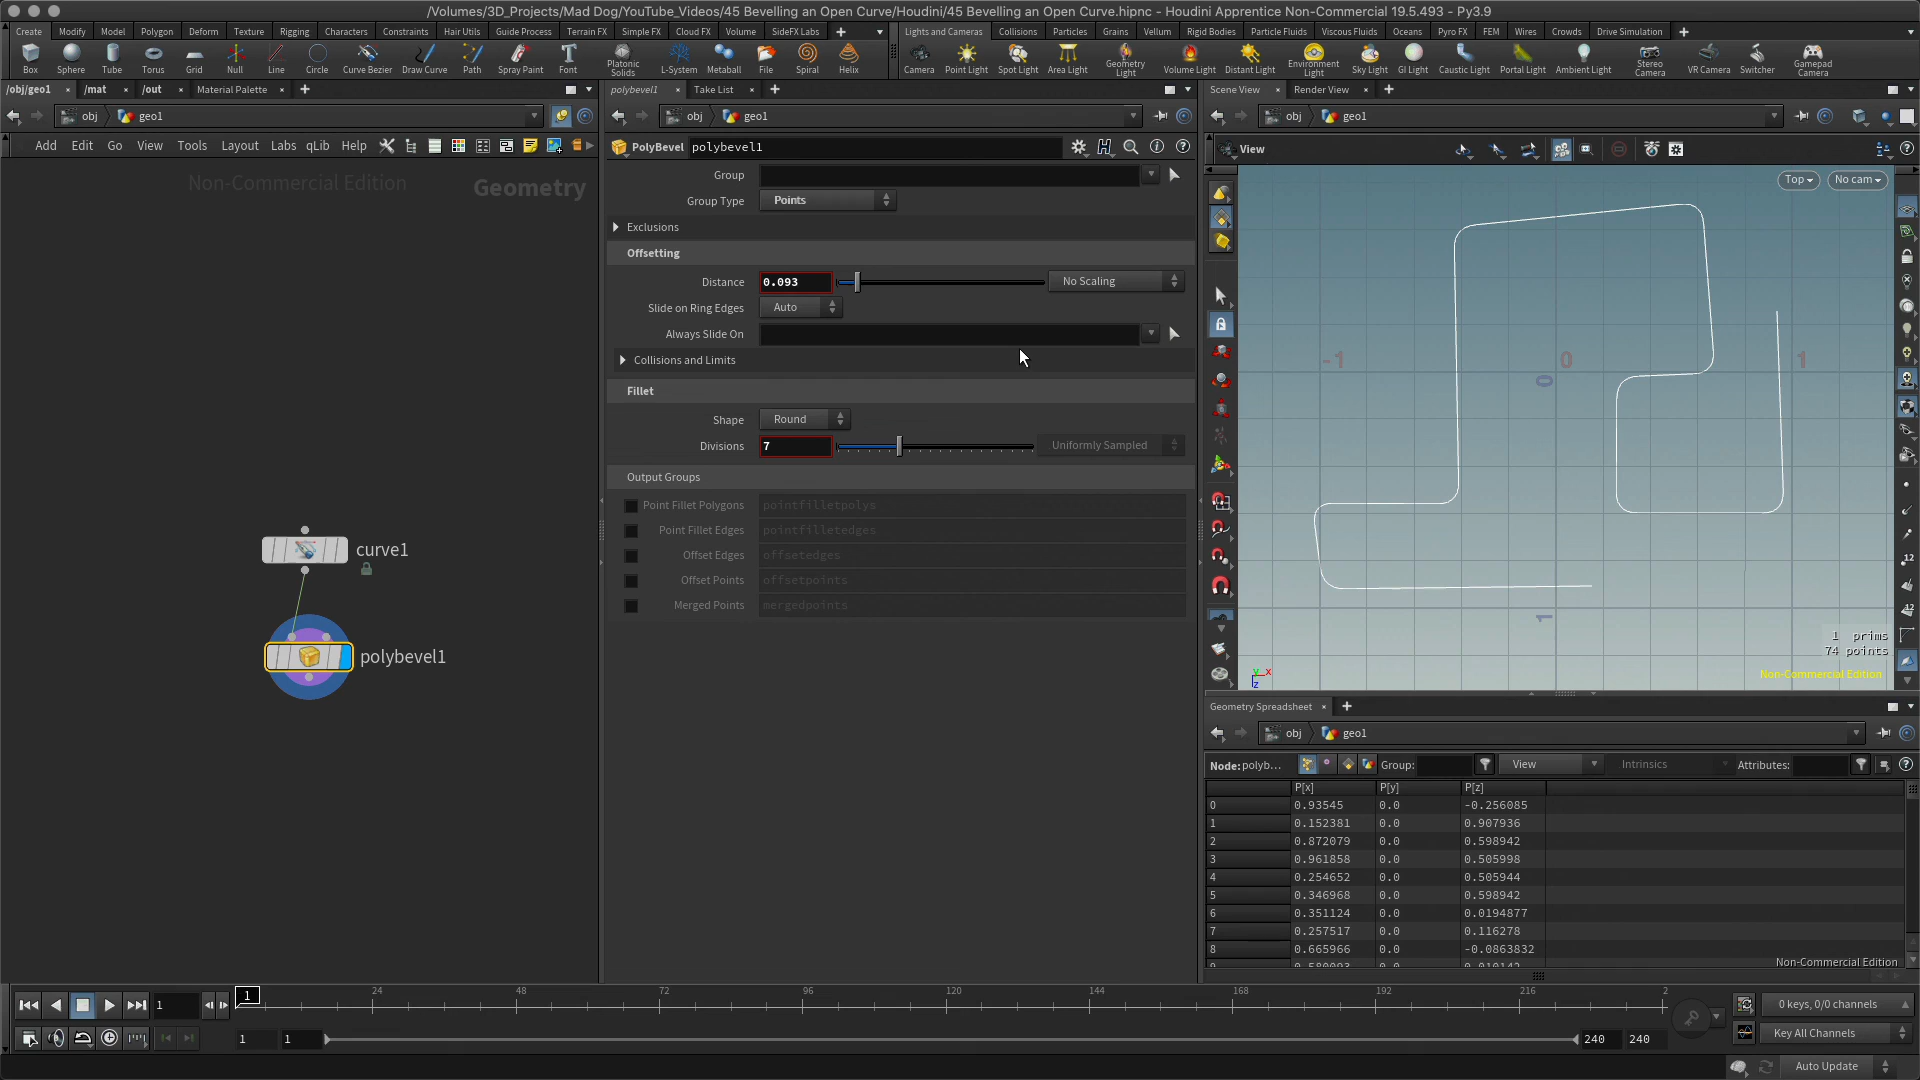 /Volumes/3D_Projects/Mad Dog/YouTube_Videos/45 Bevelling an Open Curve/Houdini/45 Bevelling an Open Curve.hipnc - Houdini Apprentice Non-Commercial 19.5.493 - Py3.9
Create Modify Model Polygon Deform Texture Rigging Characters Constraints Hair Utils Guide Process Terrain FX Simple FX Cloud FX Volume SideFX Labs
Lights and Cameras Collisions Particles Grains Vellum Rigid Bodies Particle Fluids Viscous Fluids Oceans Pyro FX FEM Wires Crowds Drive Simulation
Box Sphere Tube Torus Grid Null Line Circle Curve Bezier Draw Curve Path Spray Paint Font Platonic Solids L-System Metaball File Spiral Helix
Camera Point Light Spot Light Area Light Geometry Light Volume Light Distant Light Environment Light Sky Light GI Light Caustic Light Portal Light Ambient Light Stereo Camera VR Camera Switcher Gamepad Camera
/obj/geo1 /mat /out Material Palette
obj geo1
Add Edit Go View Tools Layout Labs qLib Help
Non-Commercial Edition
Geometry
curve1
polybevel1
polybevel1 Take List
obj geo1
PolyBevel polybevel1
Group
Group Type Points
Exclusions
Offsetting
Distance 0.093 No Scaling
Slide on Ring Edges Auto
Always Slide On
Collisions and Limits
Fillet
Shape Round
Divisions 7 Uniformly Sampled
Output Groups
Point Fillet Polygons pointfilletpolys
Point Fillet Edges pointfilletedges
Offset Edges offsetedges
Offset Points offsetpoints
Merged Points mergedpoints
Scene View Render View
obj geo1
View
Top No cam
-1 0 1
0
1
1 prims
74 points
Non-Commercial Edition
y x
z
12
12
Geometry Spreadsheet
obj geo1
Node: polyb... Group: View Intrinsics Attributes:
P[x] P[y] P[z]
0 0.93545 0.0 -0.256085
1 0.152381 0.0 0.907936
2 0.872079 0.0 0.598942
3 0.961858 0.0 0.505998
4 0.254652 0.0 0.505944
5 0.346968 0.0 0.598942
6 0.351124 0.0 0.0194877
7 0.257517 0.0 0.116278
8 0.665966 0.0 -0.0863832
Non-Commercial Edition
1 1 24 48 72 96 120 144 168 192 216 2
0 keys, 0/0 channels
1 1 240 240
Key All Channels
Auto Update